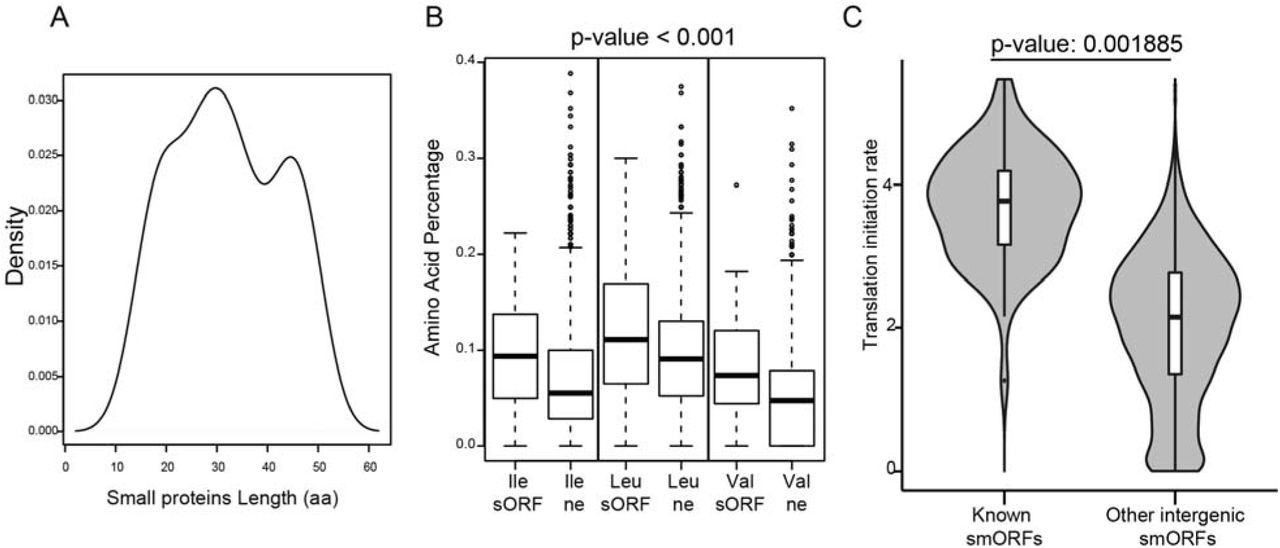 A
Density
0.030
0.025
0.020
0.015
0.010
0.005
0.000
0 10 20 30 40 50 60
Small proteins Length (aa)
B
p-value < 0.001
Amino Acid Percentage
0.4
0.3
0.2
0.1
0.0
Ile Ile Leu Leu Val Val
sORF ne sORF ne sORF ne
C
p-value: 0.001885
Translation initiation rate
4
2
0
Known Other intergenic
smORFs smORFs